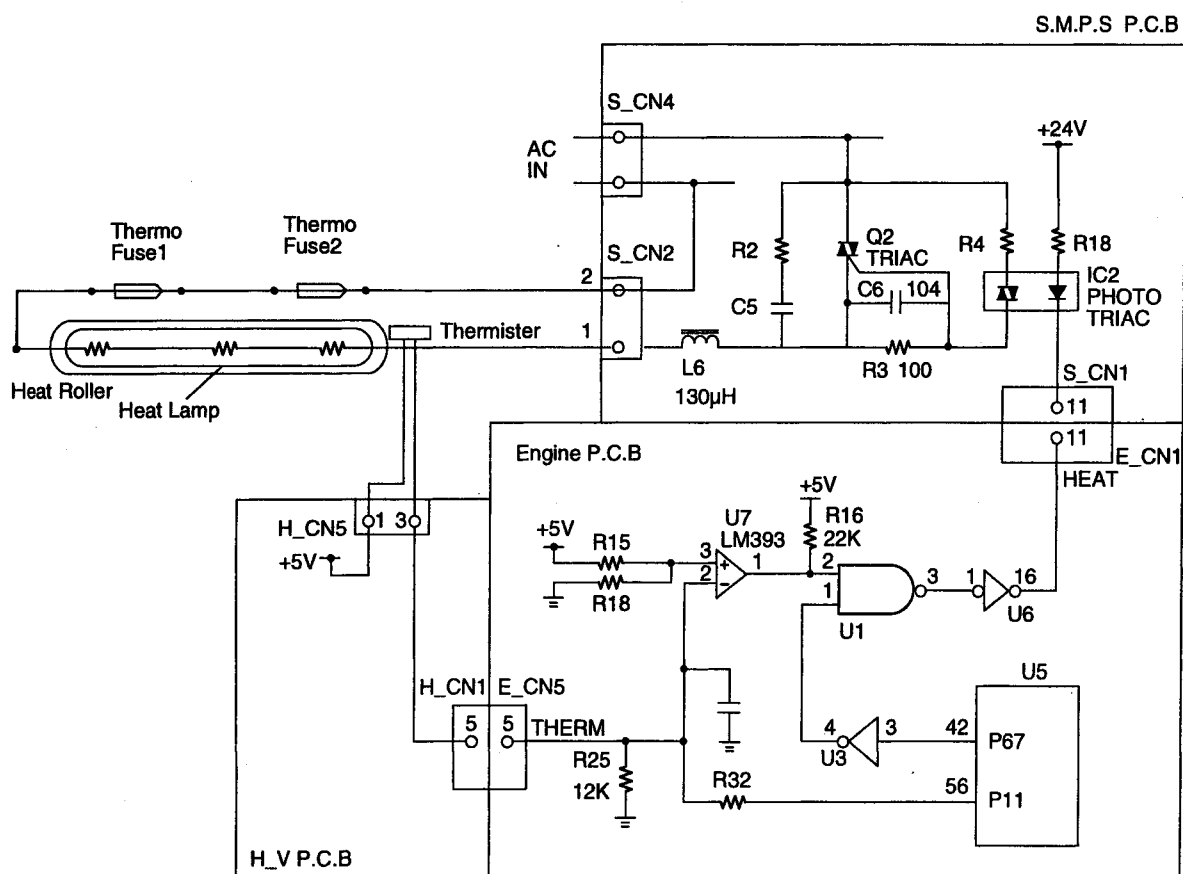 S.M.P.S P.C.B
S_CN4
+24V
AC
IN
Thermo
Fuse1
Thermo
Fuse2
S_CN2
2
1
R2
Q2
TRIAC
R4
R18
IC2
PHOTO
TRIAC
C5
C6 104
Thermister
L6
130µH
R3 100
Heat Roller
Heat Lamp
S_CN1
11
11
E_CN1
HEAT
Engine P.C.B
H_CN5
1 3
+5V
+5V
R15
R18
U7
LM393
3
+
2
–
1
+5V
R16
22K
2
1
3
U1
1
16
U6
U5
H_CN1
E_CN5
5
5
THERM
R25
12K
4
3
U3
42
P67
R32
56
P11
H_V P.C.B